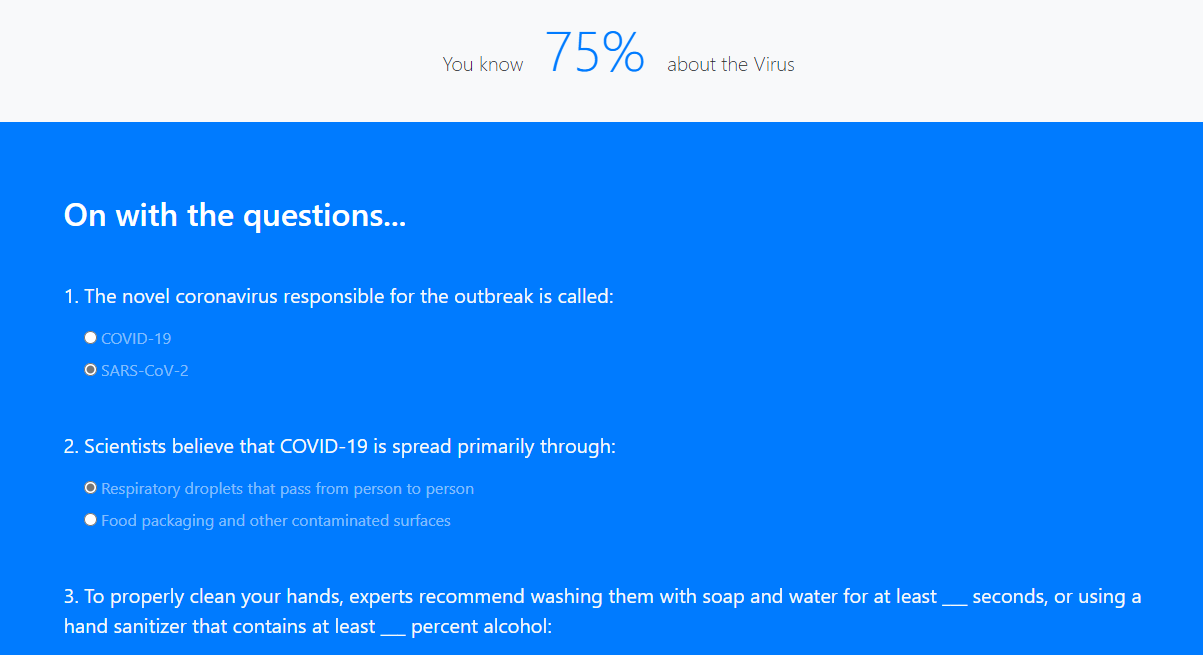 You know 75% about the Virus
On with the questions...
1. The novel coronavirus responsible for the outbreak is called:
COVID-19
SARS-CoV-2
2. Scientists believe that COVID-19 is spread primarily through:
Respiratory droplets that pass from person to person
Food packaging and other contaminated surfaces
3. To properly clean your hands, experts recommend washing them with soap and water for at least ___ seconds, or using a
hand sanitizer that contains at least ___ percent alcohol: